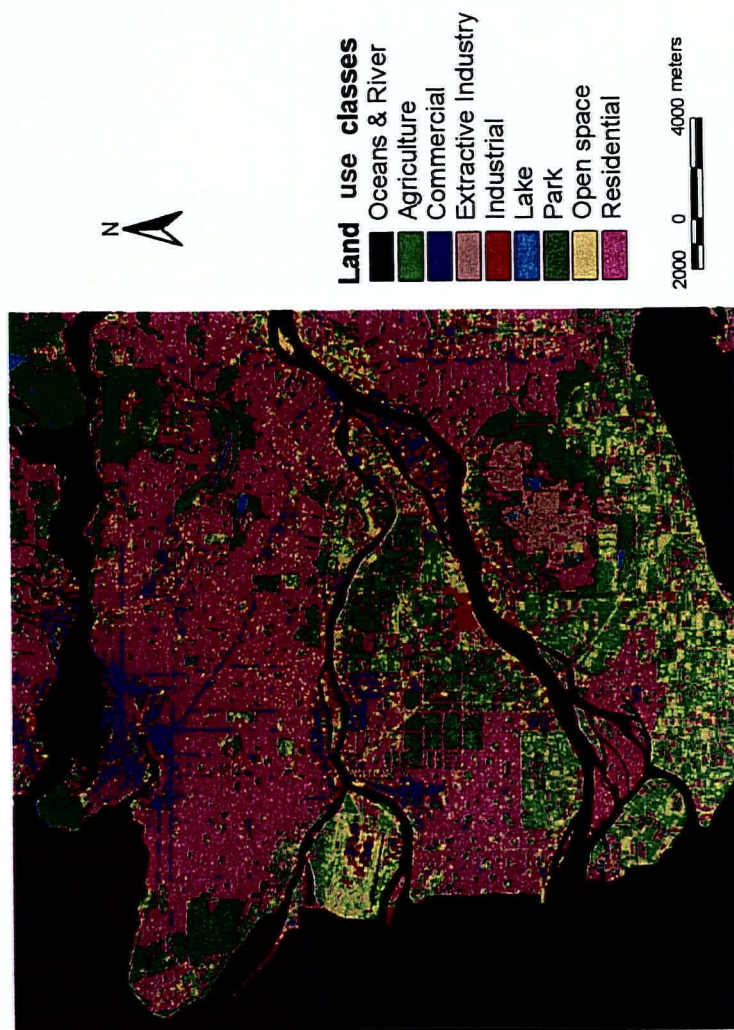 N
Land use classes
Oceans & River
Agriculture
Commercial
Extractive Industry
Industrial
Lake
Park
Open space
Residential
2000 0 4000 meters